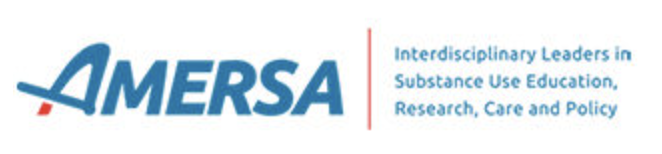 AMERSA
Interdisciplinary Leaders in
Substance Use Education,
Research, Care and Policy